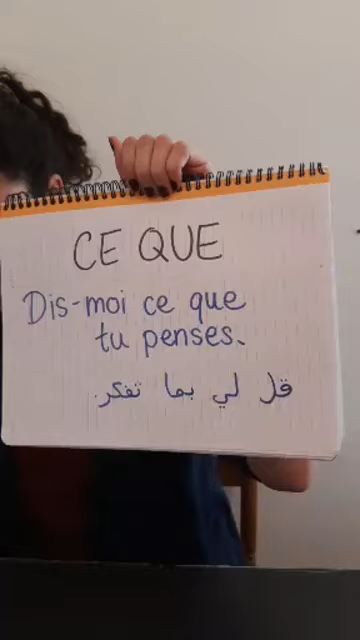 CE QUE
Dis-moi ce que
tu penses.
قل لي بما تفكر.